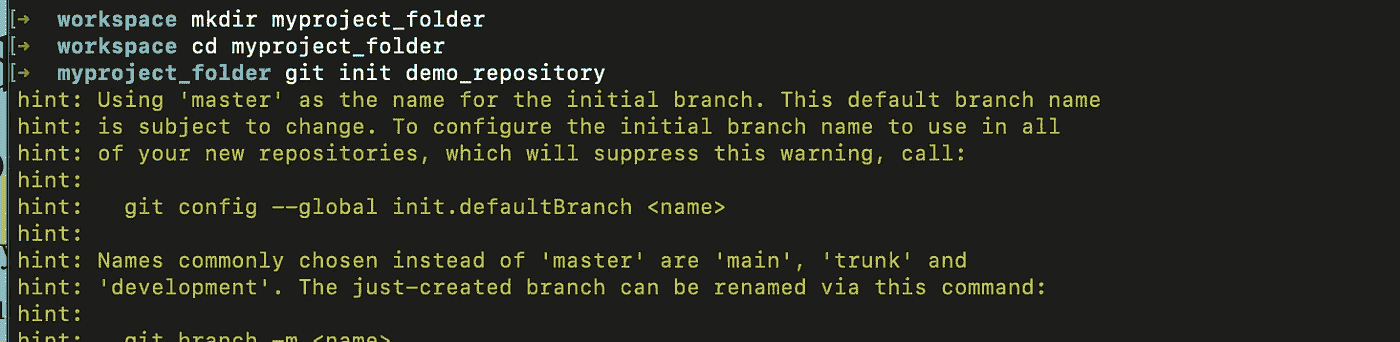 [→ workspace mkdir myproject_folder
[→ workspace cd myproject_folder
[→ myproject_folder git init demo_repository
hint: Using 'master' as the name for the initial branch. This default branch name
hint: is subject to change. To configure the initial branch name to use in all
hint: of your new repositories, which will suppress this warning, call:
hint:
hint:   git config --global init.defaultBranch <name>
hint:
hint: Names commonly chosen instead of 'master' are 'main', 'trunk' and
hint: 'development'. The just-created branch can be renamed via this command:
hint:
hint:   git branch -m <name>